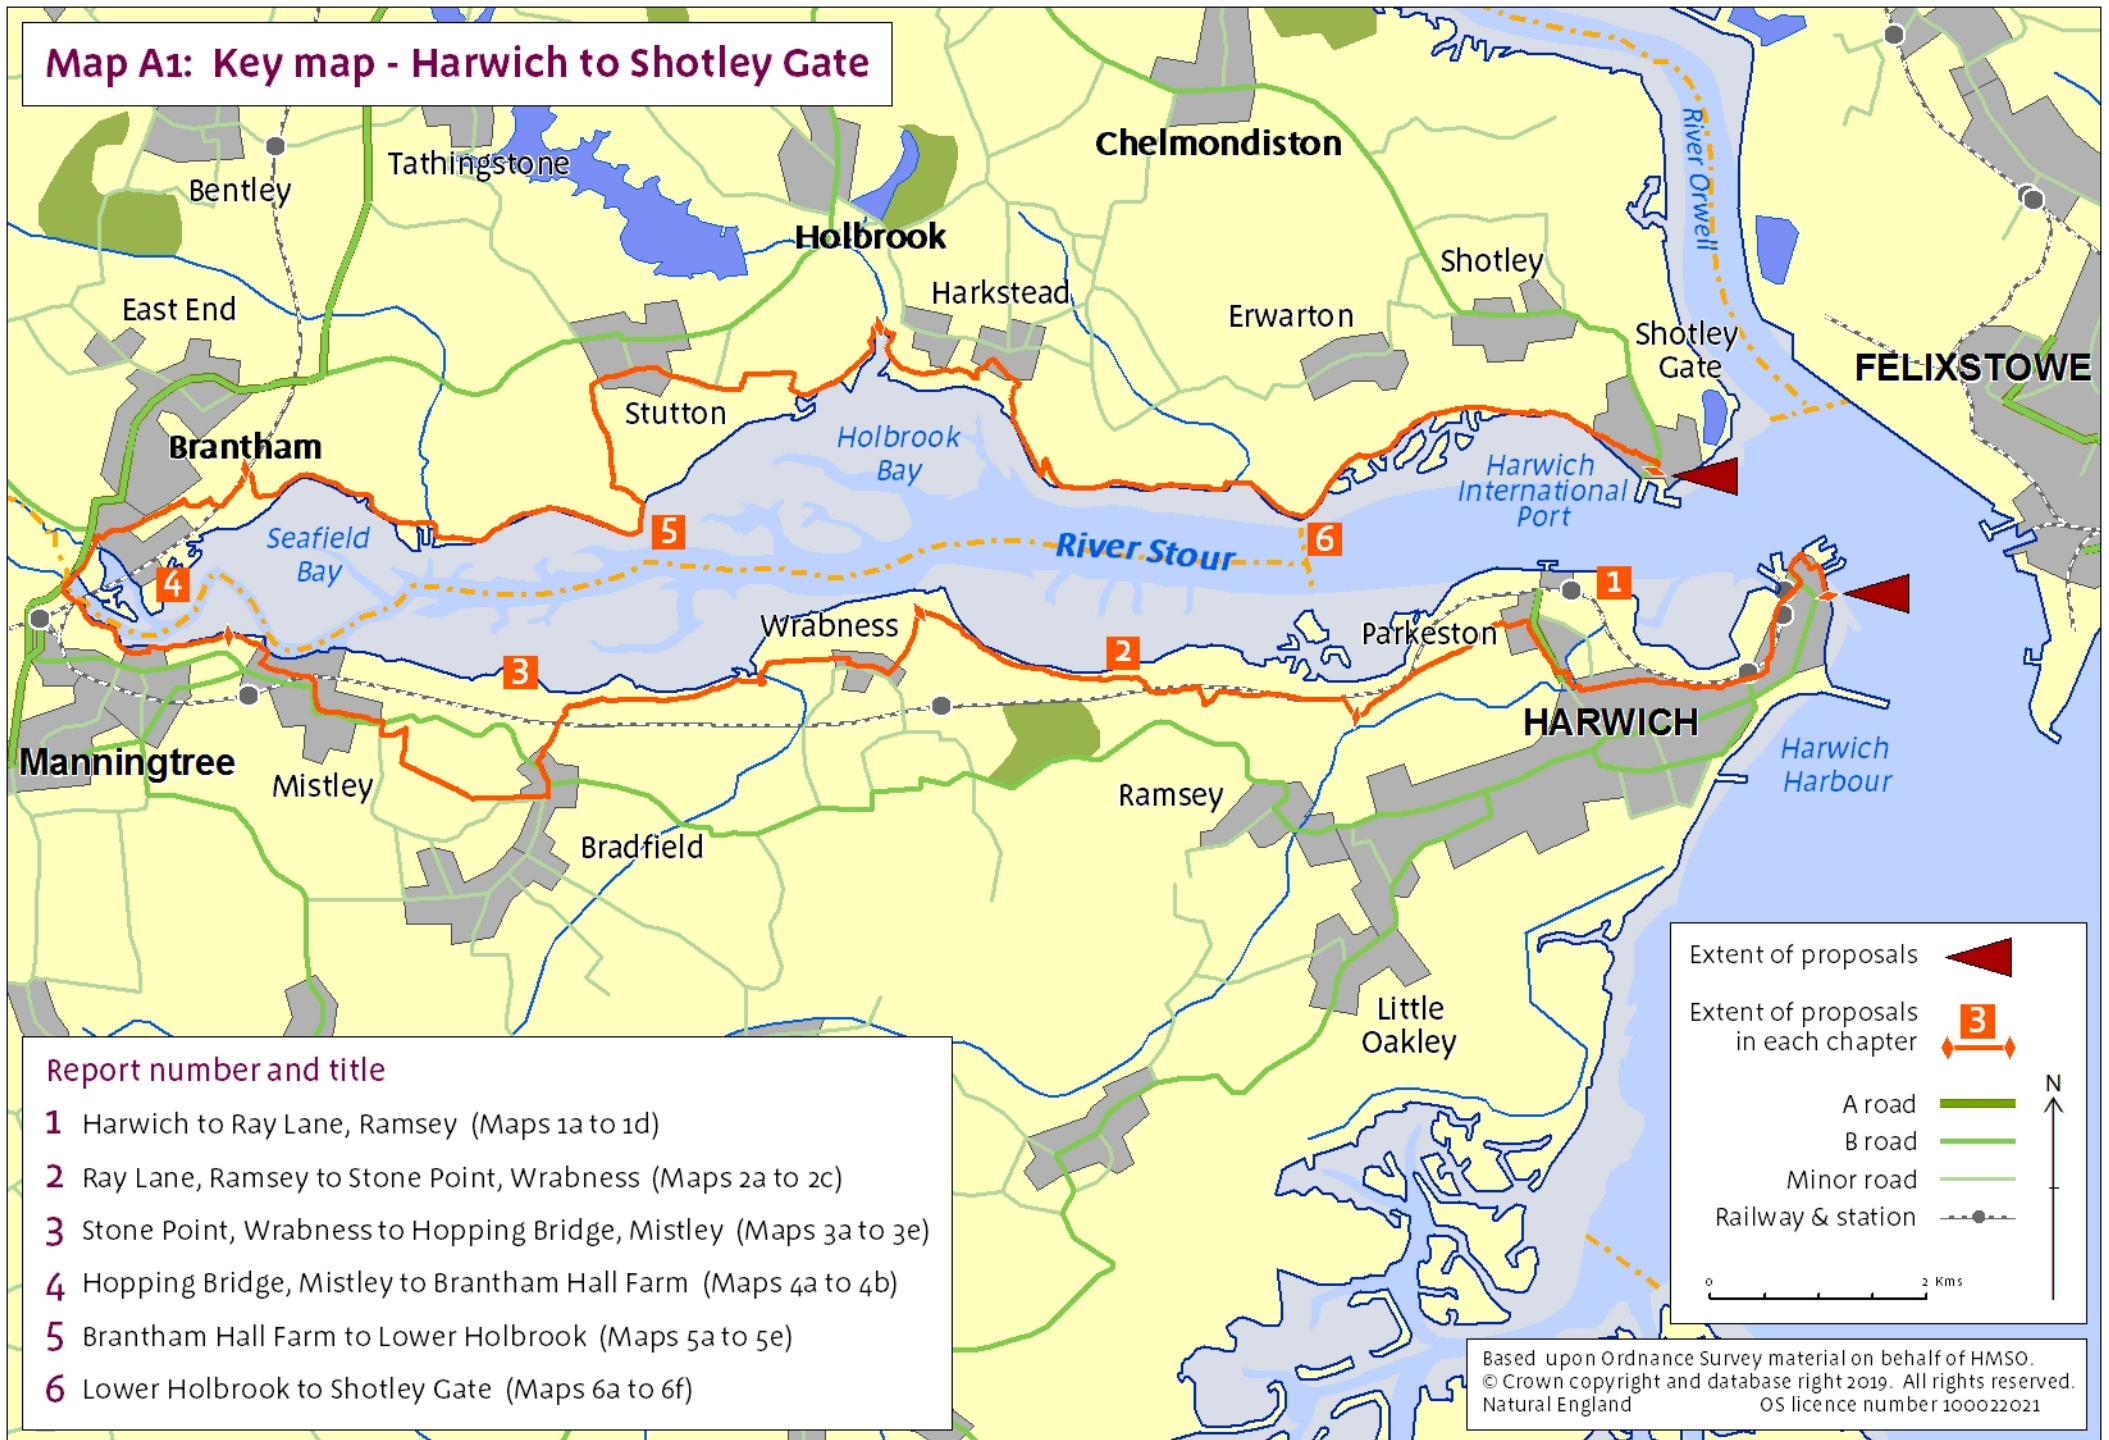 Map A1: Key map - Harwich to Shotley Gate
Chelmondiston
River Orwell
Tathingstone
Bentley
Holbrook
Shotley
Harkstead
East End
Erwarton
Shotley
Gate
FELIXSTOWE
Stutton
Brantham
Holbrook
Bay
Harwich
International
Port
Seafield
Bay
5
6
River Stour
4
1
Wrabness
Parkeston
2
3
HARWICH
Manningtree
Mistley
Harwich
Harbour
Ramsey
Bradfield
Little
Oakley
Extent of proposals
Extent of proposals
in each chapter
3
A road
B road
Minor road
Railway & station
N
0 2 Kms
Report number and title
1 Harwich to Ray Lane, Ramsey (Maps 1a to 1d)
2 Ray Lane, Ramsey to Stone Point, Wrabness (Maps 2a to 2c)
3 Stone Point, Wrabness to Hopping Bridge, Mistley (Maps 3a to 3e)
4 Hopping Bridge, Mistley to Brantham Hall Farm (Maps 4a to 4b)
5 Brantham Hall Farm to Lower Holbrook (Maps 5a to 5e)
6 Lower Holbrook to Shotley Gate (Maps 6a to 6f)
Based upon Ordnance Survey material on behalf of HMSO.
© Crown copyright and database right 2019. All rights reserved.
Natural England OS licence number 100022021